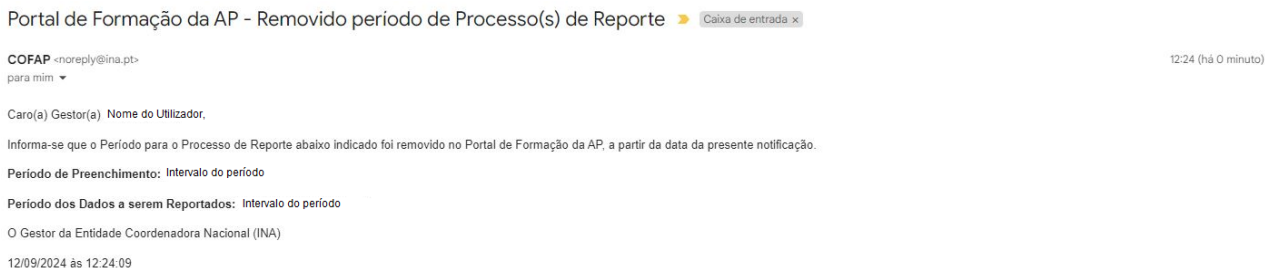 Portal de Formação da AP - Removido período de Processo(s) de Reporte Caixa de entrada ×
COFAP <noreply@ina.pt> 12:24 (há 0 minuto)
para mim
Caro(a) Gestor(a) Nome do Utilizador,
Informa-se que o Período para o Processo de Reporte abaixo indicado foi removido no Portal de Formação da AP, a partir da data da presente notificação.
Período de Preenchimento: Intervalo do período
Período dos Dados a serem Reportados: Intervalo do período
O Gestor da Entidade Coordenadora Nacional (INA)
12/09/2024 às 12:24:09